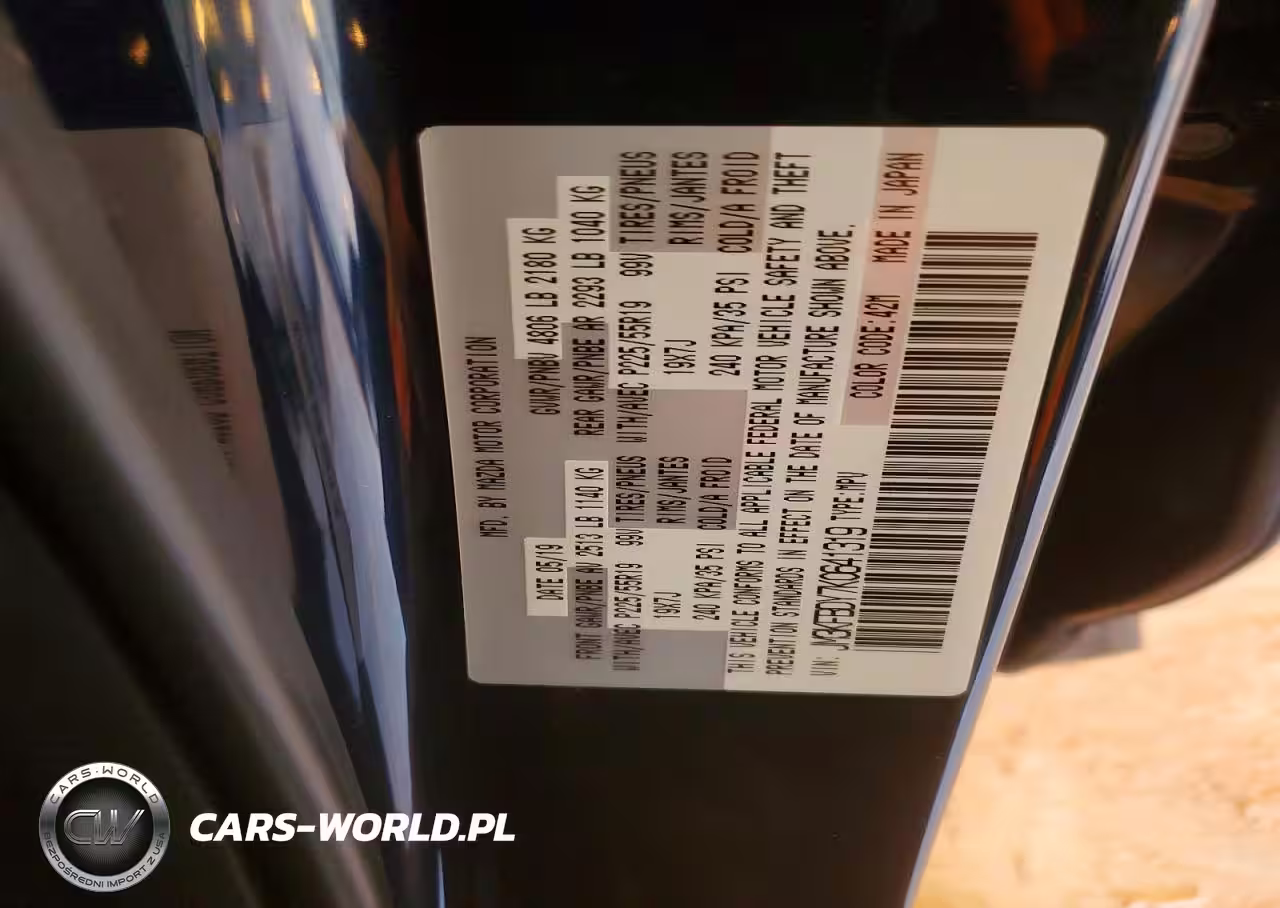 MFD. BY MAZDA MOTOR CORPORATION
DATE 05/19 GVWR/PNBV 4806 LB 2180 KG
FRONT GAWR/PNBE AV 2513 LB 1140 KG REAR GAWR/PNBE AR 2293 LB 1040 KG
WITH/AVEC P225/55R19 99V TIRES/PNEUS WITH/AVEC P225/55R19 99V TIRES/PNEUS
19X7J RIMS/JANTES 19X7J RIMS/JANTES
240 KPA/35 PSI COLD/A FROID 240 KPA/35 PSI COLD/A FROID
THIS VEHICLE CONFORMS TO ALL APPLICABLE FEDERAL MOTOR VEHICLE SAFETY AND THEFT
PREVENTION STANDARDS IN EFFECT ON THE DATE OF MANUFACTURE SHOWN ABOVE.
VIN: JM3KFBDY7K0641319 TYPE:MPV
COLOR CODE:42M MADE IN JAPAN
CARS-WORLD
CW
BEZPOŚREDNI IMPORT Z USA
CARS-WORLD.PL